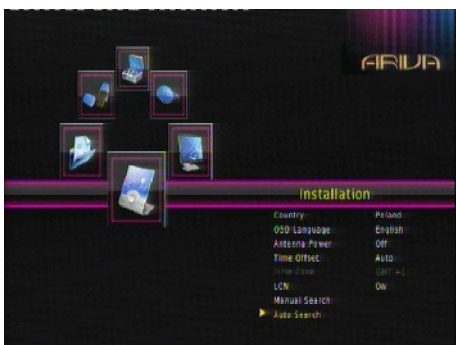 ARIVA
Installation
Country Poland
OSD Language English
Antenna Power Off
Time Offset Auto
Time Zone GMT +1
LCN On
Manual Search
Auto Search